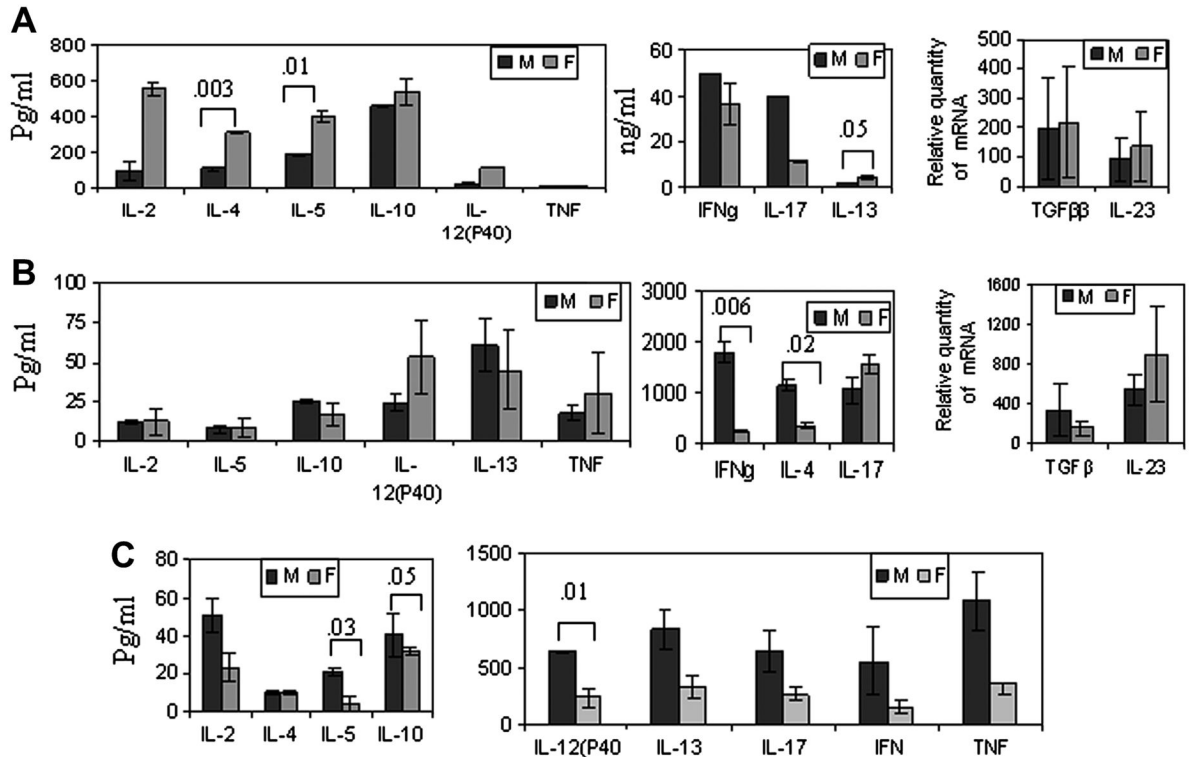 A
Pg/ml
800
600
400
200
0
.003
.01
M F
IL-2 IL-4 IL-5 IL-10 IL- TNF
12(P40)
ng/ml
60
40
20
0
M F
.05
IFNg IL-17 IL-13
Relative quantity
of mRNA
500
400
300
200
100
0
M F
TGFββ IL-23
B
Pg/ml
100
75
50
25
0
M F
IL-2 IL-5 IL-10 IL- IL-13 TNF
12(P40)
3000
2000
1000
0
.006
.02
M F
IFNg IL-4 IL-17
Relative quantity
of mRNA
1600
1200
800
400
0
M F
TGF β IL-23
C
Pg/ml
80
60
40
20
0
M F
.03
.05
IL-2 IL-4 IL-5 IL-10
1500
1000
500
0
.01
M F
IL-12(P40 IL-13 IL-17 IFN TNF